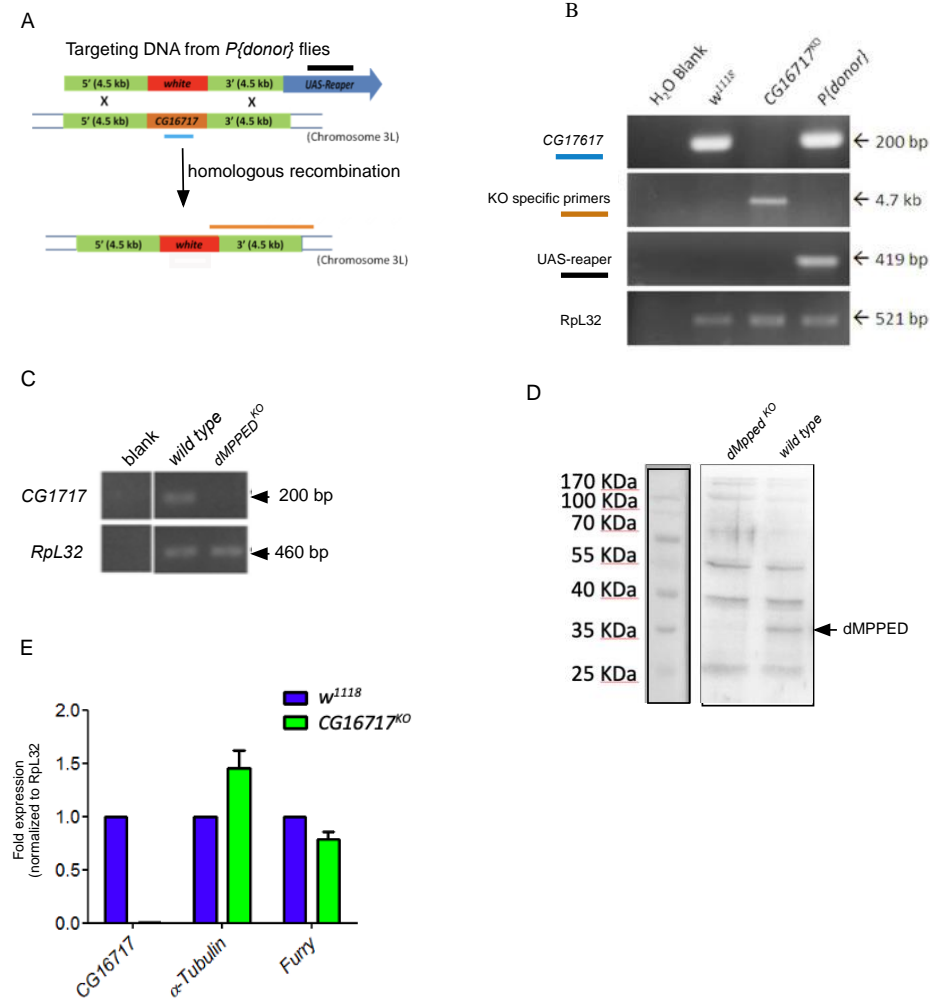 A
Targeting DNA from P{donor} flies
5' (4.5 kb) white 3' (4.5 kb) UAS-Reaper
X X
5' (4.5 kb) CG16717 3' (4.5 kb)
(Chromosome 3L)
homologous recombination
5' (4.5 kb) white 3' (4.5 kb)
(Chromosome 3L)
B
H2O Blank
w1118
CG16717KO
P{donor}
CG17617 ← 200 bp
KO specific primers ← 4.7 kb
UAS-reaper ← 419 bp
RpL32 ← 521 bp
C
blank
wild type
dMPPEDKO
CG1717 200 bp
RpL32 460 bp
D
dMpped KO
wild type
170 KDa
100 KDa
70 KDa
55 KDa
40 KDa
35 KDa
25 KDa
dMPPED
E
w1118
CG16717KO
Fold expression
(normalized to RpL32
2.0
1.5
1.0
0.5
0.0
CG16717
α-Tubulin
Furry